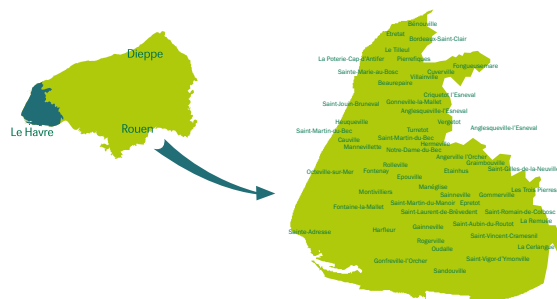 Dieppe
Le Havre
Rouen
Bénouville
Etretat
Bordeaux-Saint-Clair
Le Tilleul
La Poterie-Cap-d'Antifer
Pierrefiques
Fongueusemare
Sainte-Marie-au-Bosc
Cuverville
Villainville
Beaurepaire
Criquetot l'Esneval
Saint-Jouin-Bruneval
Gonneville-la-Mallet
Anglesqueville-l'Esneval
Heuqueville
Vergetot
Saint-Martin-du-Bec
Turretot
Anglesqueville-l'Esneval
Cauville
Saint-Martin-du-Bec
Mannevillette
Hermeville
Notre-Dame-du-Bec
Angerville l'Orcher
Graimbouville
Rolleville
Octeville-sur-Mer
Fontenay
Etainhus
Saint-Gilles-de-la-Neuville
Epouville
Manéglise
Montivilliers
Sainneville
Gommerville
Les Trois Pierres
Fontaine-la-Mallet
Saint-Martin-du-Manoir
Epretot
Saint-Laurent-de-Brèvedent
Saint-Romain-de-Colbosc
La Remuée
Sainte-Adresse
Harfleur
Gainneville
Saint-Aubin-du-Routot
Saint-Vincent-Cramesnil
Rogerville
Oudalle
La Cerlangue
Gonfreville-l'Orcher
Saint-Vigor-d'Ymonville
Sandouville